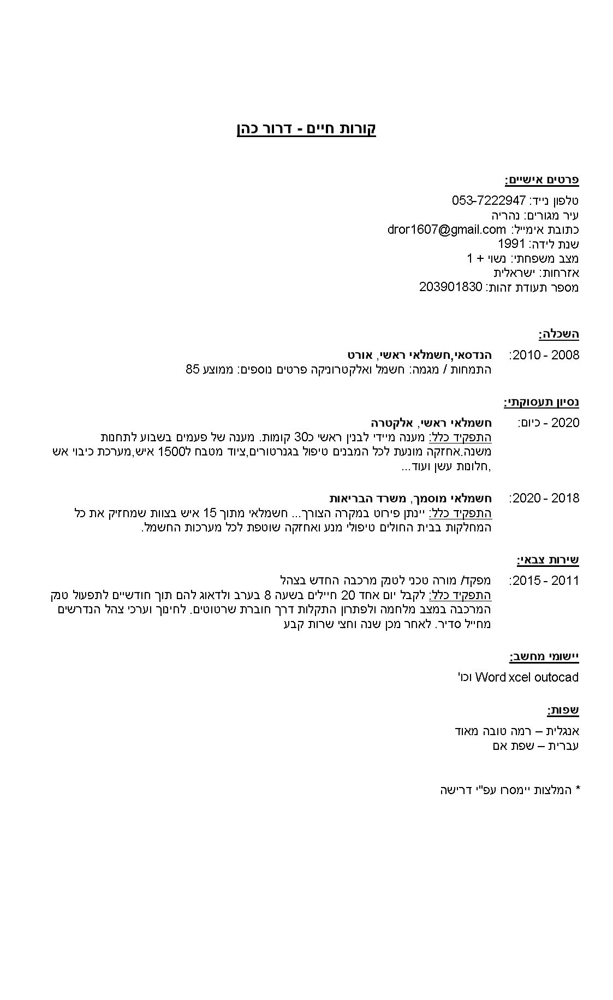 קורות חיים - דרור כהן
פרטים אישיים:
טלפון נייד: 053-7222947
עיר מגורים: נהריה
כתובת אימייל: dror1607@gmail.com
שנת לידה: 1991
מצב משפחתי: נשוי + 1
אזרחות: ישראלית
מספר תעודת זהות: 203901830
השכלה:
2008 - 2010: הנדסאי,חשמלאי ראשי, אורט
התמחות / מגמה: חשמל ואלקטרוניקה פרטים נוספים: ממוצע 85
נסיון תעסוקתי:
2020 - כיום: חשמלאי ראשי, אלקטרה
התפקיד כלל: מענה מיידי לבנין ראשי כ30 קומות. מענה של פעמים בשבוע לתחנות
משנה.אחזקה מונעת לכל המבנים טיפול בגנרטורים,ציוד מטבח ל1500 איש,מערכת כיבוי אש
,חלונות עשן ועוד...
2018 - 2020: חשמלאי מוסמך, משרד הבריאות
התפקיד כלל: יינתן פירוט במקרה הצורך... חשמלאי מתוך 15 איש בצוות שמחזיק את כל
המחלקות בבית החולים טיפולי מנע ואחזקה שוטפת לכל מערכות החשמל.
שירות צבאי:
2011 - 2015: מפקד/ מורה טכני לטנק מרכבה החדש בצהל
התפקיד כלל: לקבל יום אחד 20 חיילים בשעה 8 בערב ולדאוג להם תוך חודשיים לתפעול טנק
המרכבה במצב מלחמה ולפתרון התקלות דרך חוברת שרטוטים. לחינוך וערכי צהל הנדרשים
מחייל סדיר. לאחר מכן שנה וחצי שרות קבע
יישומי מחשב:
Word xcel outocad וכו'
שפות:
אנגלית – רמה טובה מאוד
עברית – שפת אם
* המלצות יימסרו עפ"י דרישה